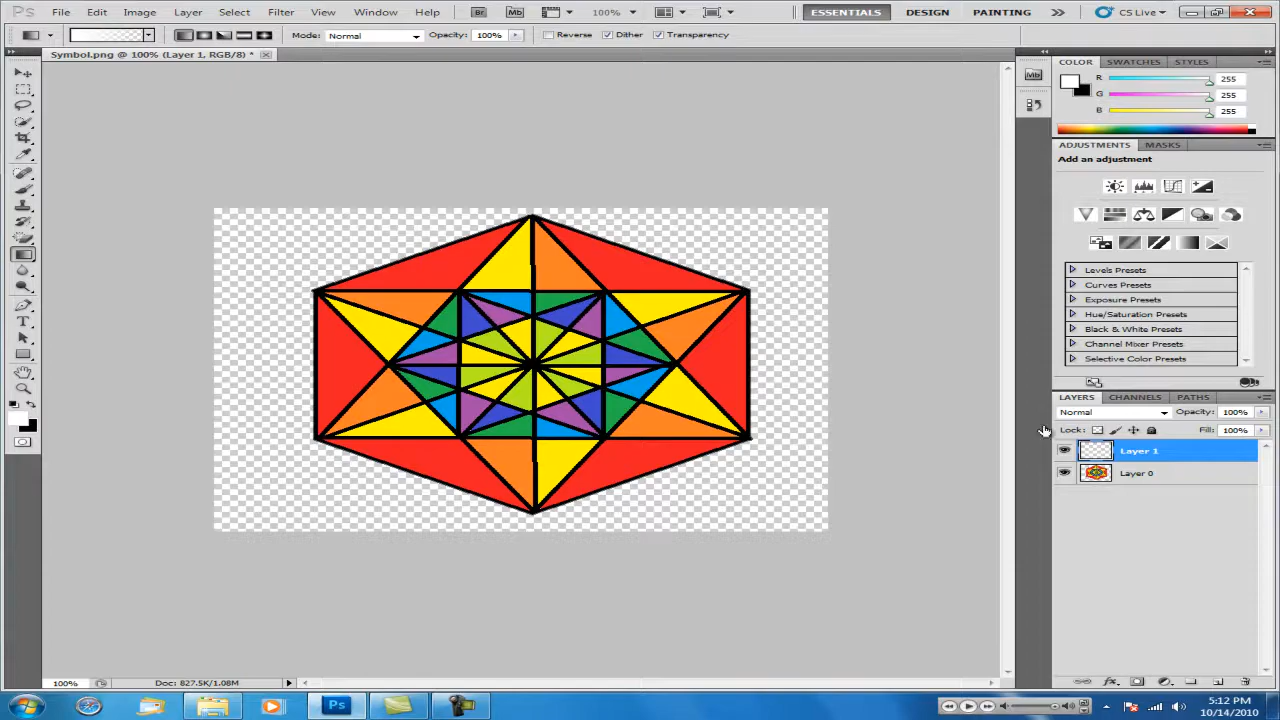 Ps File Edit Image Layer Select Filter View Window Help Br Mb 100% ESSENTIALS DESIGN PAINTING CS Live
Mode: Normal Opacity: 100% Reverse Dither Transparency
Symbol.png @ 100% (Layer 1, RGB/8) *
COLOR SWATCHES STYLES
R 255
G 255
B 255
ADJUSTMENTS MASKS
Add an adjustment
Levels Presets
Curves Presets
Exposure Presets
Hue/Saturation Presets
Black & White Presets
Channel Mixer Presets
Selective Color Presets
LAYERS CHANNELS PATHS
Normal Opacity: 100%
Lock: Fill: 100%
Layer 1
Layer 0
100% Doc: 827.5K/1.08M
Ps
5:12 PM
10/14/2010